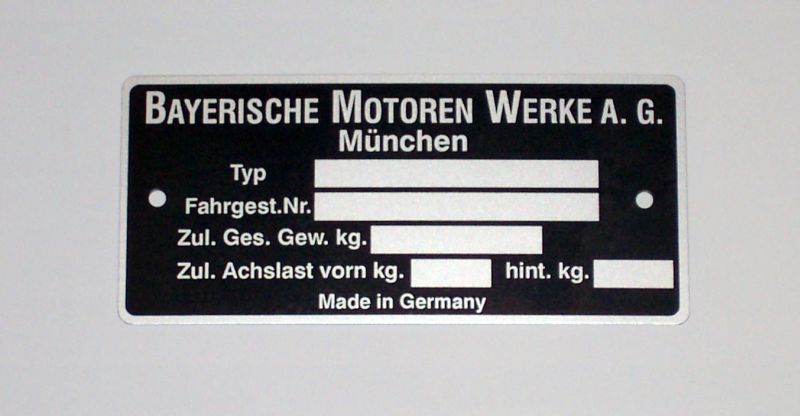 BAYERISCHE MOTOREN WERKE A. G.
München
Typ
Fahrgest.Nr.
Zul. Ges. Gew. kg.
Zul. Achslast vorn kg. hint. kg.
Made in Germany